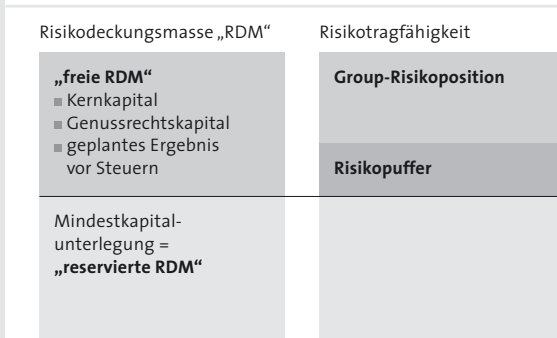 Risikodeckungsmasse „RDM“
„freie RDM“
Kernkapital
Genussrechtskapital
geplantes Ergebnis
vor Steuern
Mindestkapital-
unterlegung =
„reservierte RDM“
Risikotragfähigkeit
Group-Risikoposition
Risikopuffer